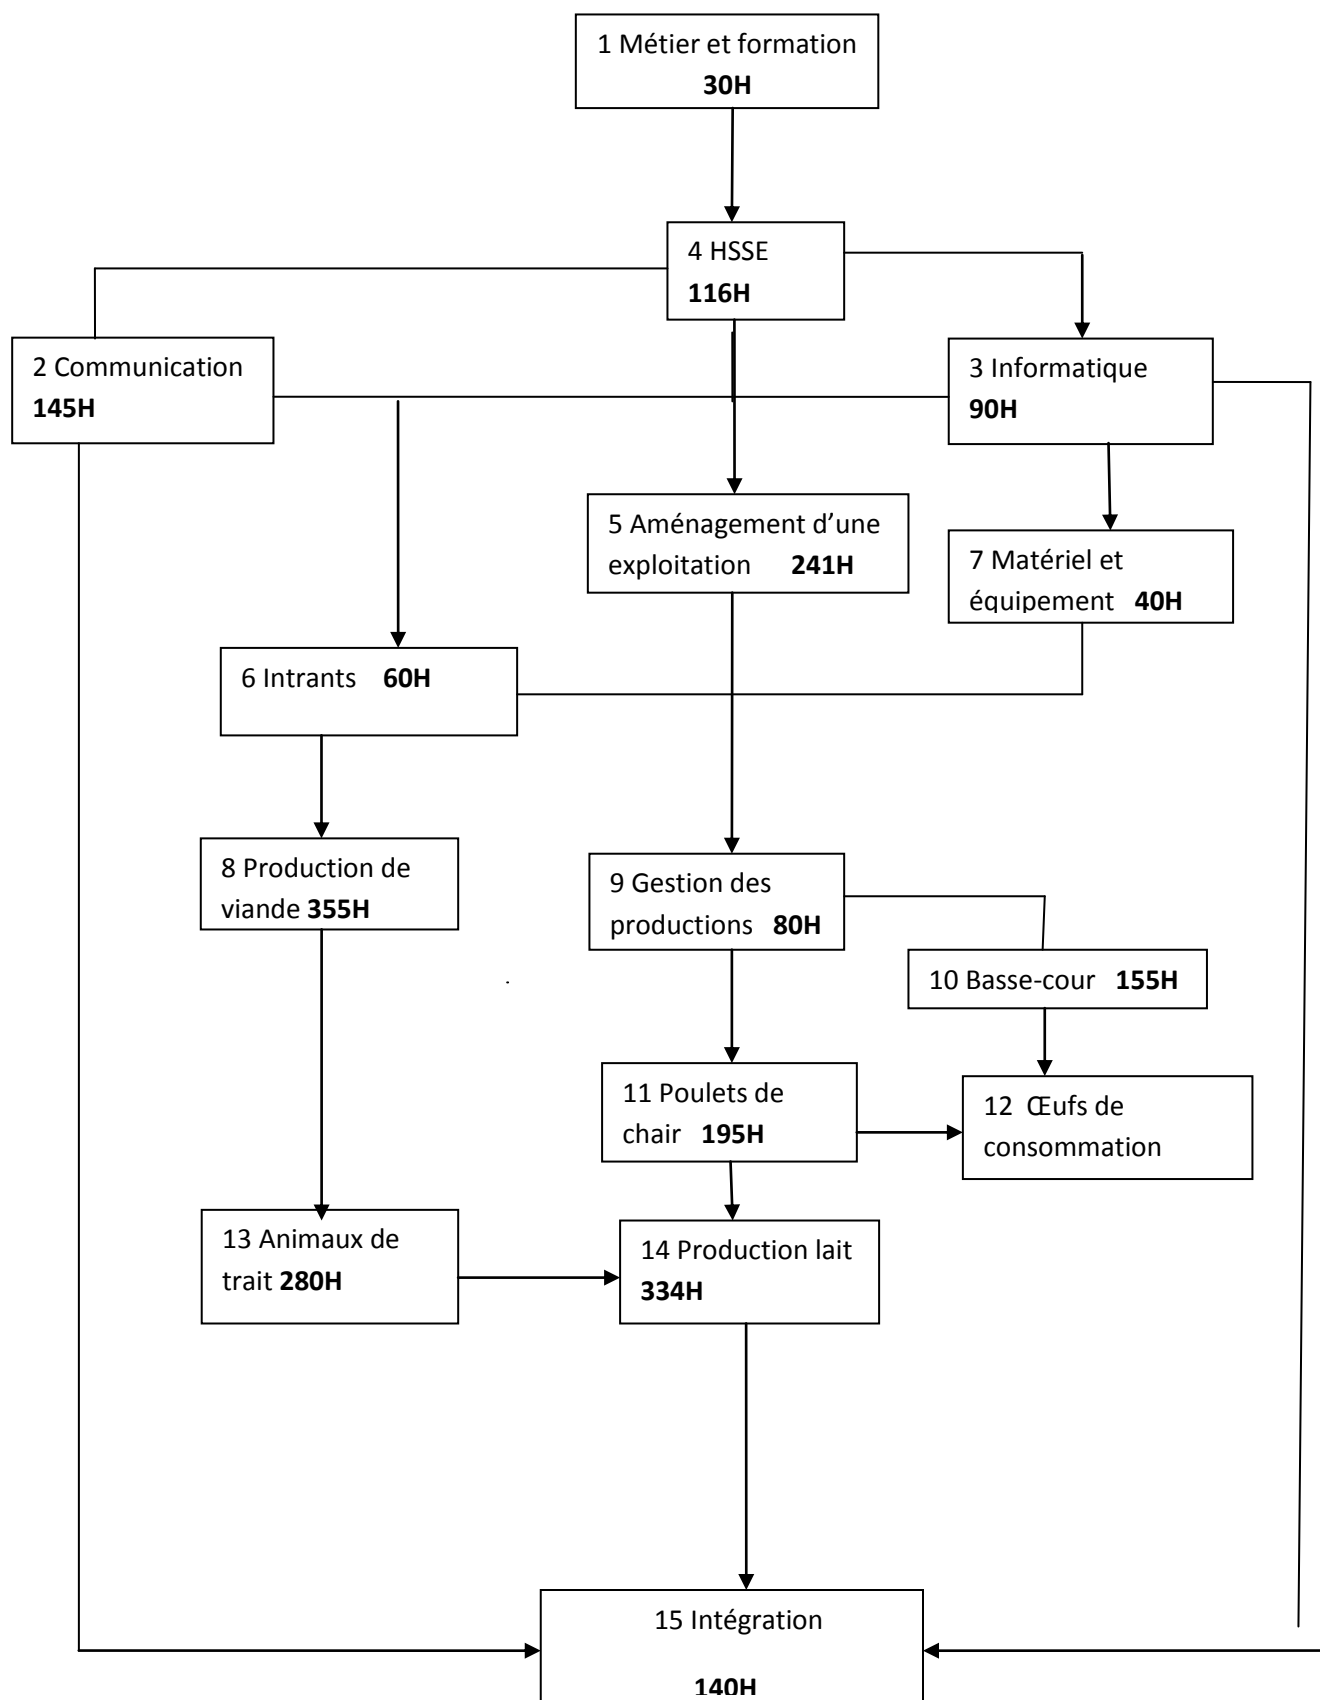 1 Métier et formation
30H
4 HSSE
116H
2 Communication
145H
3 Informatique
90H
5 Aménagement d’une
exploitation 241H
7 Matériel et
équipement 40H
6 Intrants 60H
8 Production de
viande 355H
9 Gestion des
productions 80H
10 Basse-cour 155H
11 Poulets de
chair 195H
12 Œufs de
consommation
13 Animaux de
trait 280H
14 Production lait
334H
15 Intégration
140H